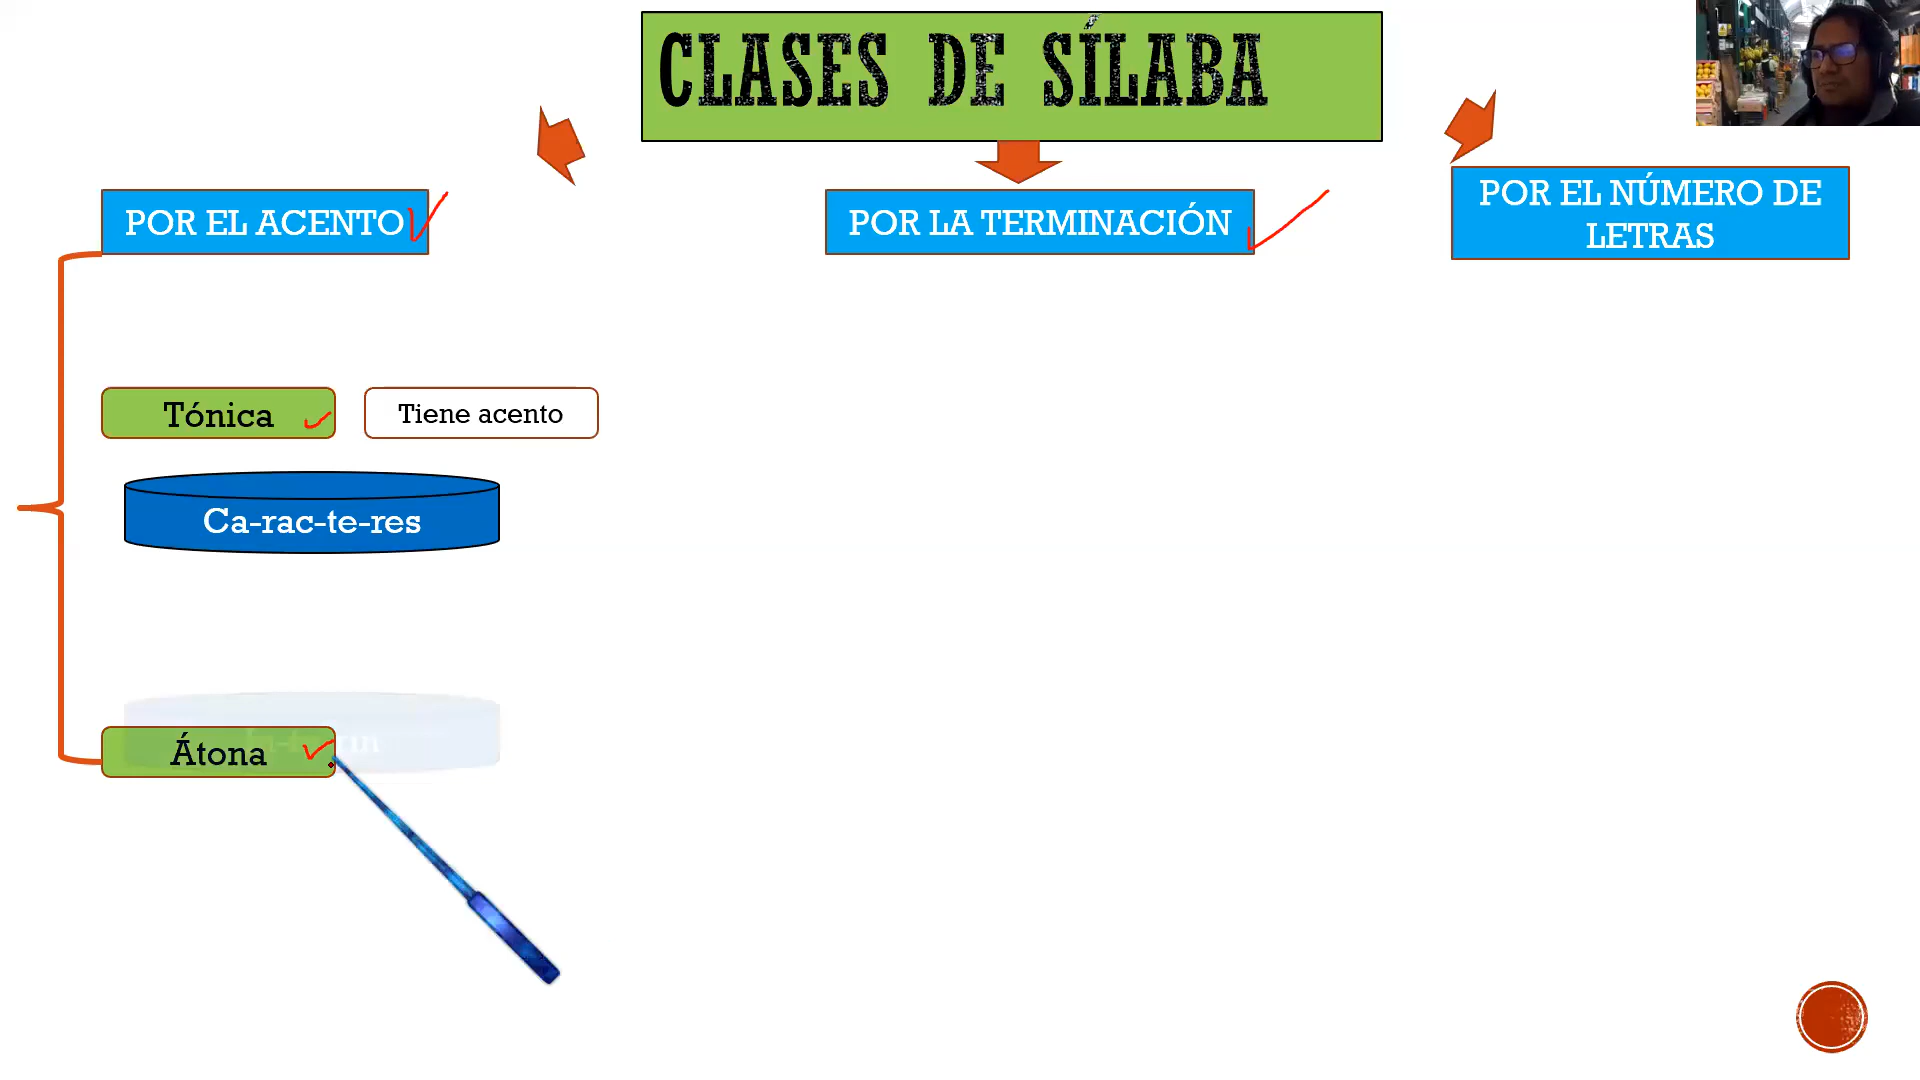 CLASES DE SÍLABA
POR EL ACENTO
POR LA TERMINACIÓN
POR EL NÚMERO DE
LETRAS
Tónica
Tiene acento
Ca-rac-te-res
Átona